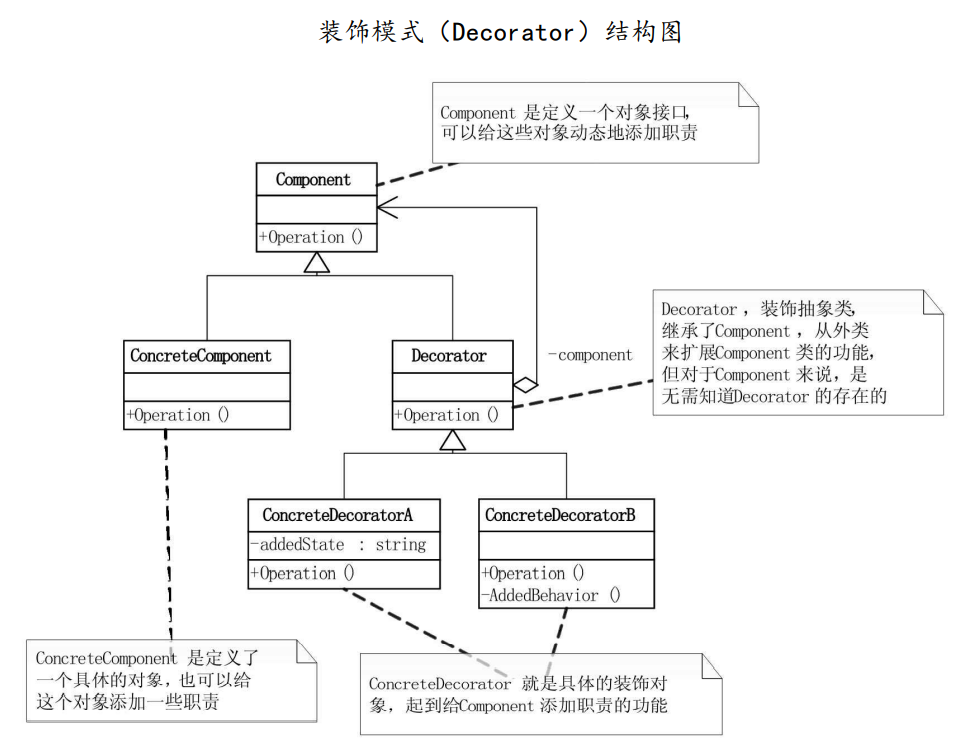 装饰模式（Decorator）结构图
Component 是定义一个对象接口，
可以给这些对象动态地添加职责
Component
+Operation ()
Decorator ，装饰抽象类，
继承了Component ，从外类
来扩展Component 类的功能，
但对于Component 来说，是
无需知道Decorator 的存在的
ConcreteComponent
+Operation ()
Decorator
+Operation ()
-component
ConcreteDecoratorA
-addedState : string
+Operation ()
ConcreteDecoratorB
+Operation ()
-AddedBehavior ()
ConcreteComponent 是定义了
一个具体的对象，也可以给
这个对象添加一些职责
ConcreteDecorator 就是具体的装饰对
象，起到给Component 添加职责的功能